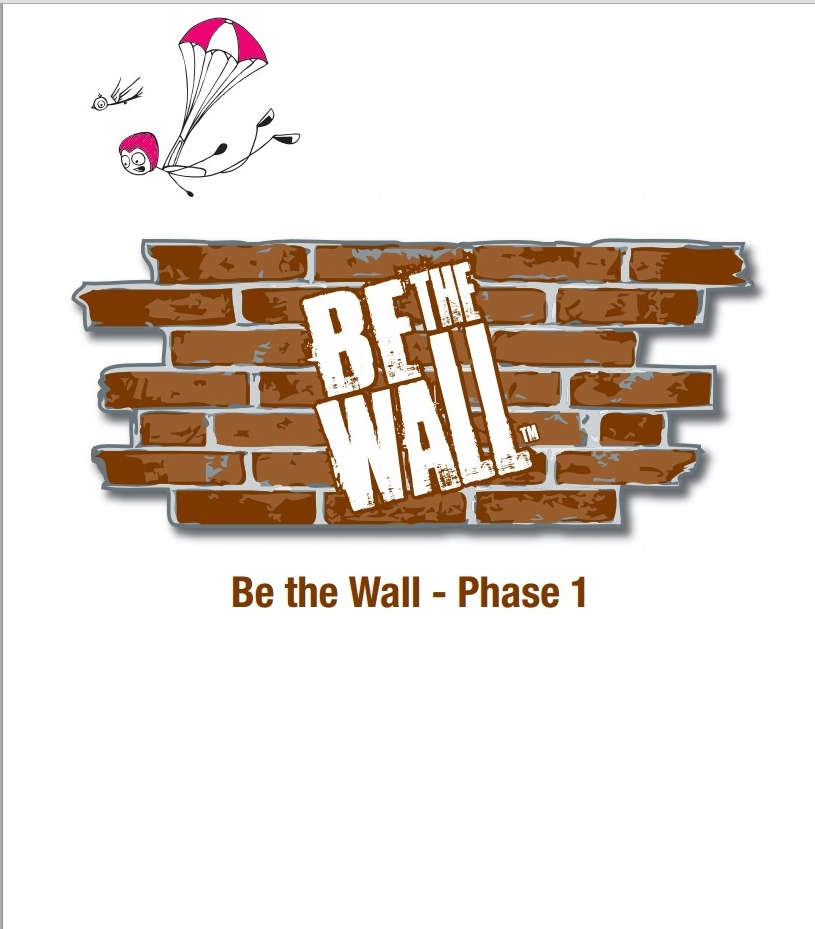 BE THE
WALL™
Be the Wall - Phase 1